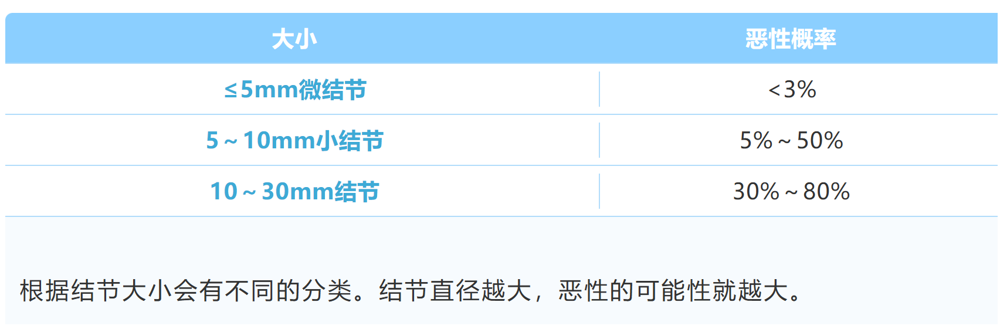 大小 恶性概率
≤5mm微结节 <3%
5～10mm小结节 5%～50%
10～30mm结节 30%～80%
根据结节大小会有不同的分类。结节直径越大，恶性的可能性就越大。